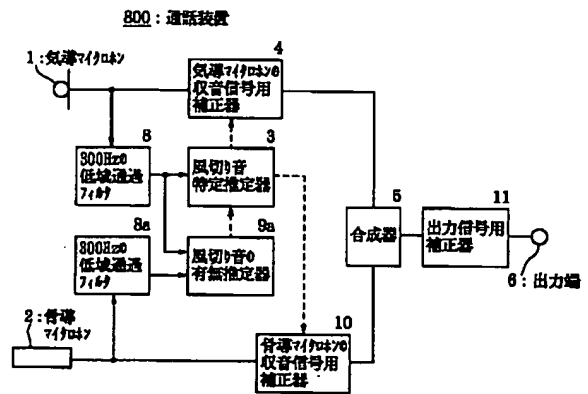 800：通話装置
1：気導マイクロホン
4
気導マイクロホンの
収音信号用
補正器
8
300Hzの
低域通過
フィルタ
3
風切り音
特定推定器
8a
300Hzの
低域通過
フィルタ
9a
風切り音の
有無推定器
5
合成器
11
出力信号用
補正器
6：出力端
2：骨導
マイクロホン
10
骨導マイクロホンの
収音信号用
補正器